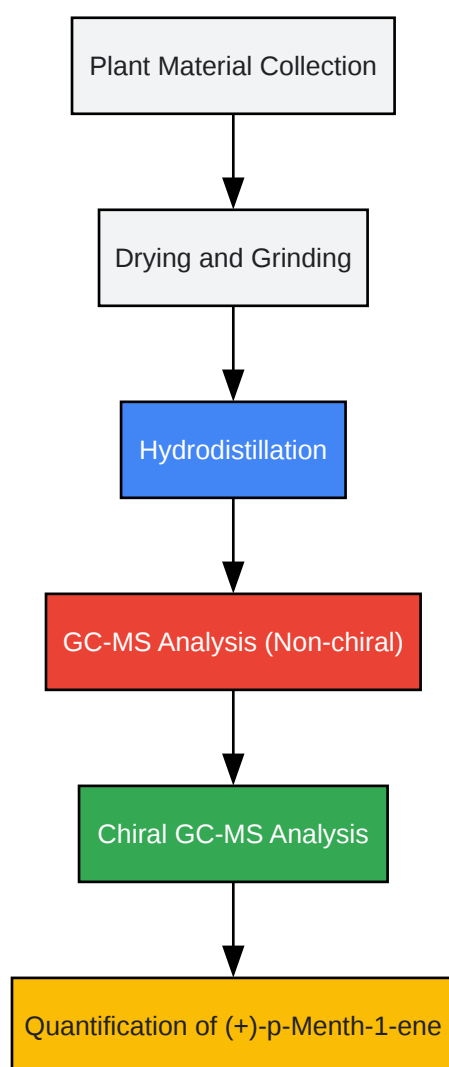 Plant Material Collection
Drying and Grinding
Hydrodistillation
GC-MS Analysis (Non-chiral)
Chiral GC-MS Analysis
Quantification of (+)-p-Menth-1-ene